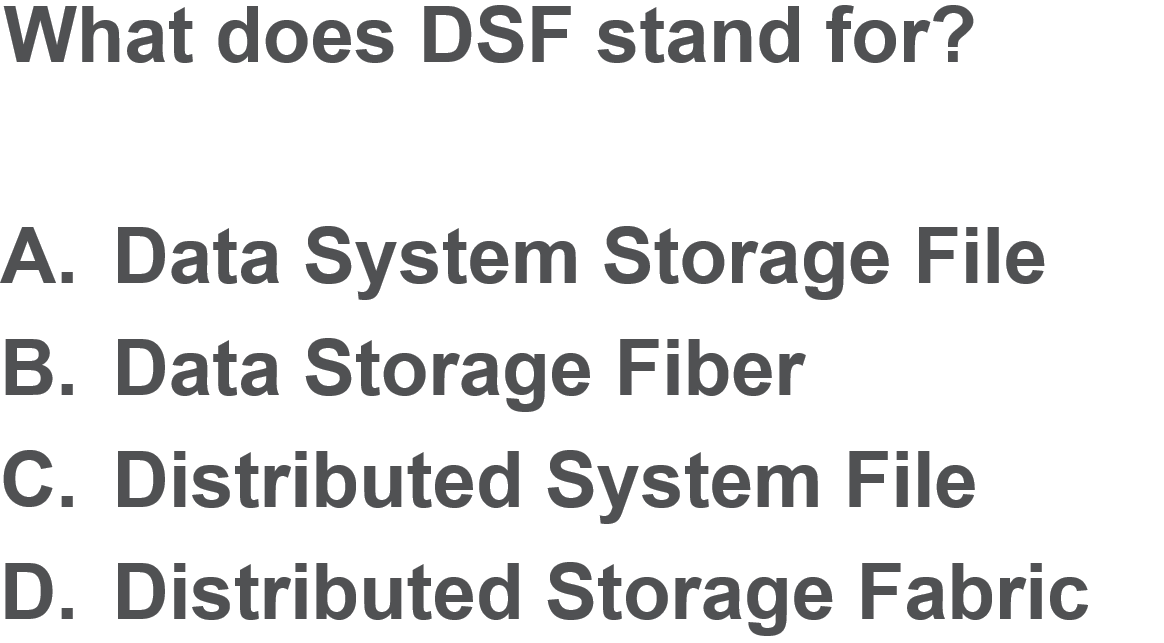 What does DSF stand for?
A. Data System Storage File
B. Data Storage Fiber
C. Distributed System File
D. Distributed Storage Fabric